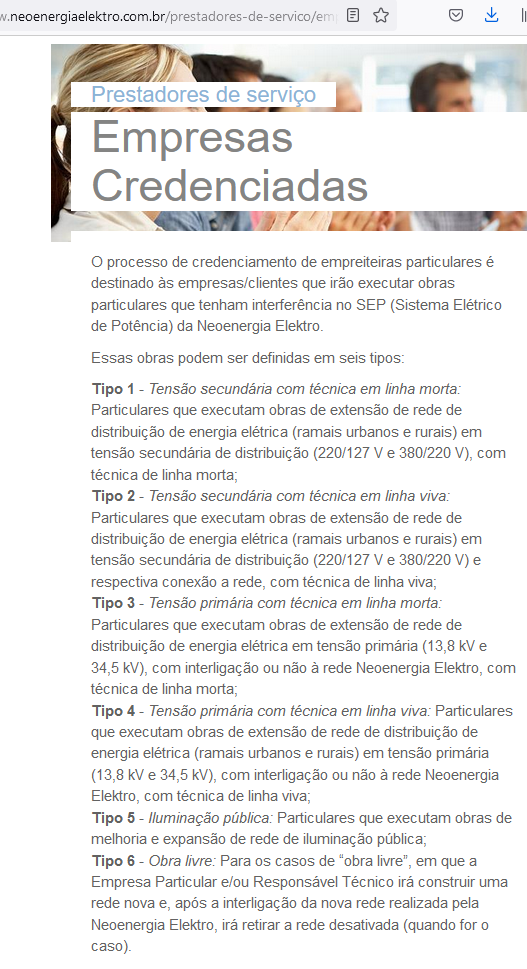 w.neoenergiaelektro.com.br/prestadores-de-servico/emp
Prestadores de serviço
Empresas
Credenciadas
O processo de credenciamento de empreiteiras particulares é
destinado às empresas/clientes que irão executar obras
particulares que tenham interferência no SEP (Sistema Elétrico
de Potência) da Neoenergia Elektro.
Essas obras podem ser definidas em seis tipos:
Tipo 1 - Tensão secundária com técnica em linha morta:
Particulares que executam obras de extensão de rede de
distribuição de energia elétrica (ramais urbanos e rurais) em
tensão secundária de distribuição (220/127 V e 380/220 V), com
técnica de linha morta;
Tipo 2 - Tensão secundária com técnica em linha viva:
Particulares que executam obras de extensão de rede de
distribuição de energia elétrica (ramais urbanos e rurais) em
tensão secundária de distribuição (220/127 V e 380/220 V) e
respectiva conexão a rede, com técnica de linha viva;
Tipo 3 - Tensão primária com técnica em linha morta:
Particulares que executam obras de extensão de rede de
distribuição de energia elétrica em tensão primária (13,8 kV e
34,5 kV), com interligação ou não à rede Neoenergia Elektro, com
técnica de linha morta;
Tipo 4 - Tensão primária com técnica em linha viva: Particulares
que executam obras de extensão de rede de distribuição de
energia elétrica (ramais urbanos e rurais) em tensão primária
(13,8 kV e 34,5 kV), com interligação ou não à rede Neoenergia
Elektro, com técnica de linha viva;
Tipo 5 - Iluminação pública: Particulares que executam obras de
melhoria e expansão de rede de iluminação pública;
Tipo 6 - Obra livre: Para os casos de “obra livre”, em que a
Empresa Particular e/ou Responsável Técnico irá construir uma
rede nova e, após a interligação da nova rede realizada pela
Neoenergia Elektro, irá retirar a rede desativada (quando for o
caso).